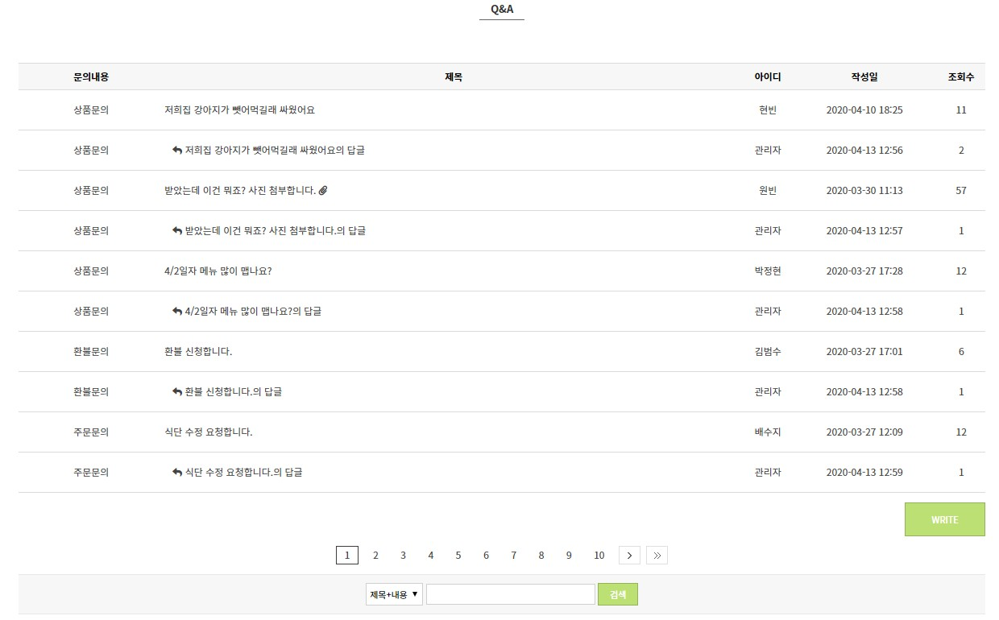 Q&A
문의내용 제목 아이디 작성일 조회수
상품문의 저희집 강아지가 뺏어먹길래 싸웠어요 현빈 2020-04-10 18:25 11
상품문의 저희집 강아지가 뺏어먹길래 싸웠어요의 답글 관리자 2020-04-13 12:56 2
상품문의 받았는데 이건 뭐죠? 사진 첨부합니다. 원빈 2020-03-30 11:13 57
상품문의 받았는데 이건 뭐죠? 사진 첨부합니다.의 답글 관리자 2020-04-13 12:57 1
상품문의 4/2일자 메뉴 많이 맵나요? 박정현 2020-03-27 17:28 12
상품문의 4/2일자 메뉴 많이 맵나요?의 답글 관리자 2020-04-13 12:58 1
환불문의 환불 신청합니다. 김범수 2020-03-27 17:01 6
환불문의 환불 신청합니다.의 답글 관리자 2020-04-13 12:58 1
주문문의 식단 수정 요청합니다. 배수지 2020-03-27 12:09 12
주문문의 식단 수정 요청합니다.의 답글 관리자 2020-04-13 12:59 1
WRITE
1 2 3 4 5 6 7 8 9 10 > »
제목+내용 ▼ 검색